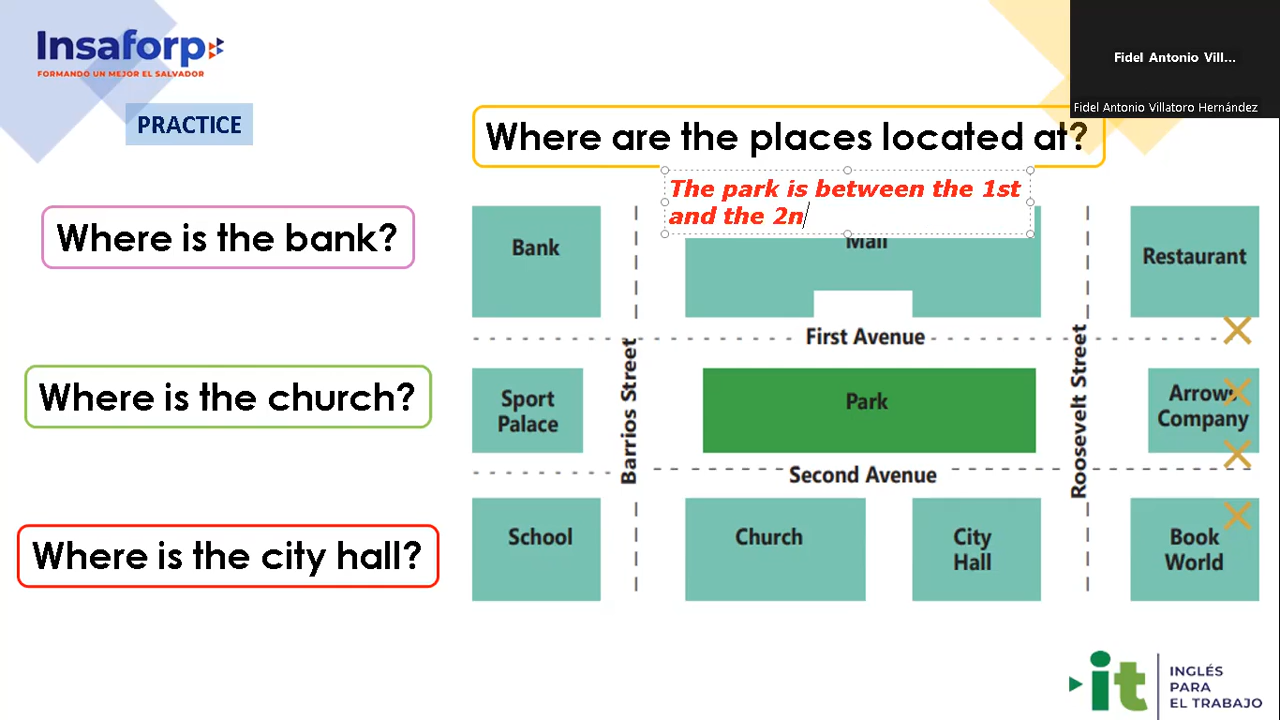 Insaforp
FORMANDO UN MEJOR EL SALVADOR
Fidel Antonio Vill...
Fidel Antonio Villatoro Hernández
PRACTICE
Where are the places located at?
The park is between the 1st
and the 2n
Where is the bank?
Where is the church?
Where is the city hall?
Bank
Mall
Restaurant
First Avenue
Barrios Street
Roosevelt Street
Sport
Palace
Park
Arrow
Company
Second Avenue
School
Church
City
Hall
Book
World
it
INGLÉS
PARA
EL TRABAJO